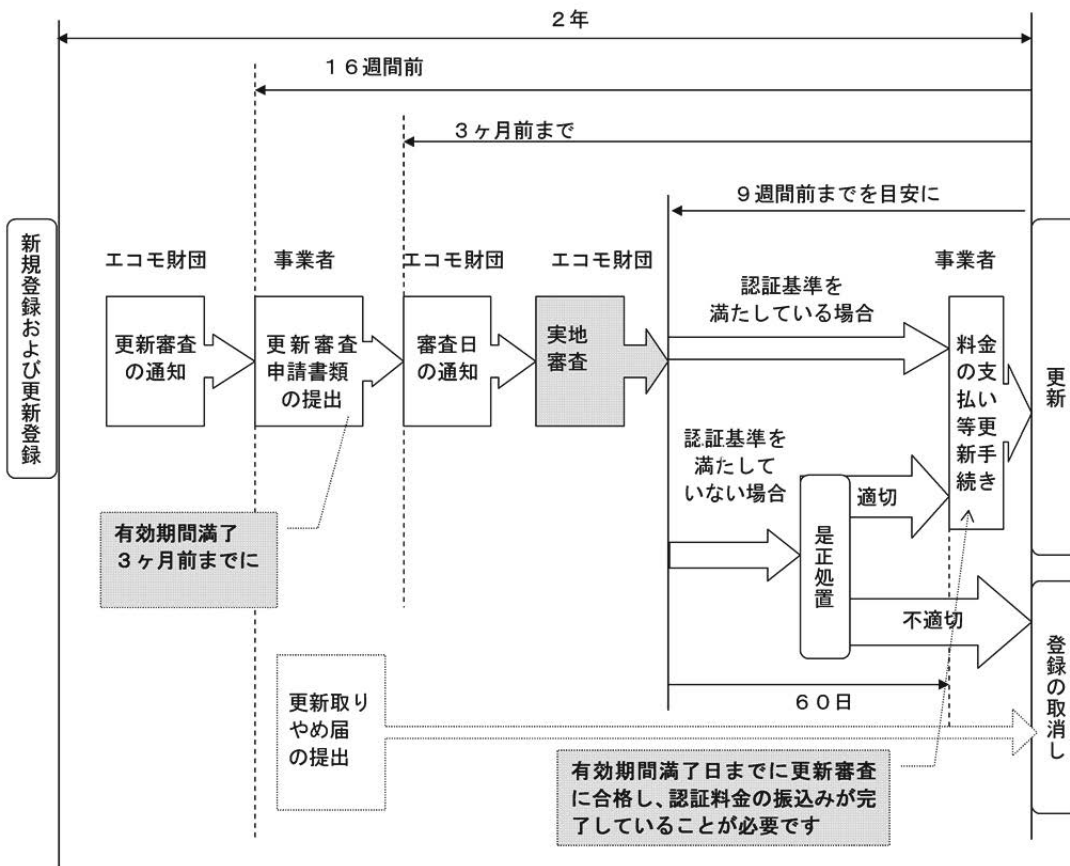 ２年
１６週間前
３ヶ月前まで
９週間前までを目安に
新規登録および更新登録
エコモ財団
事業者
エコモ財団
エコモ財団
事業者
更新審査
の通知
更新審査
申請書類
の提出
審査日
の通知
実地
審査
認証基準を
満たしている場合
料金の支払い等更新手続き
更新
認証基準を
満たして
いない場合
適切
是正処置
不適切
有効期間満了
３ヶ月前までに
６０日
登録の取消し
更新取り
やめ届
の提出
有効期間満了日までに更新審査
に合格し、認証料金の振込みが完
了していることが必要です